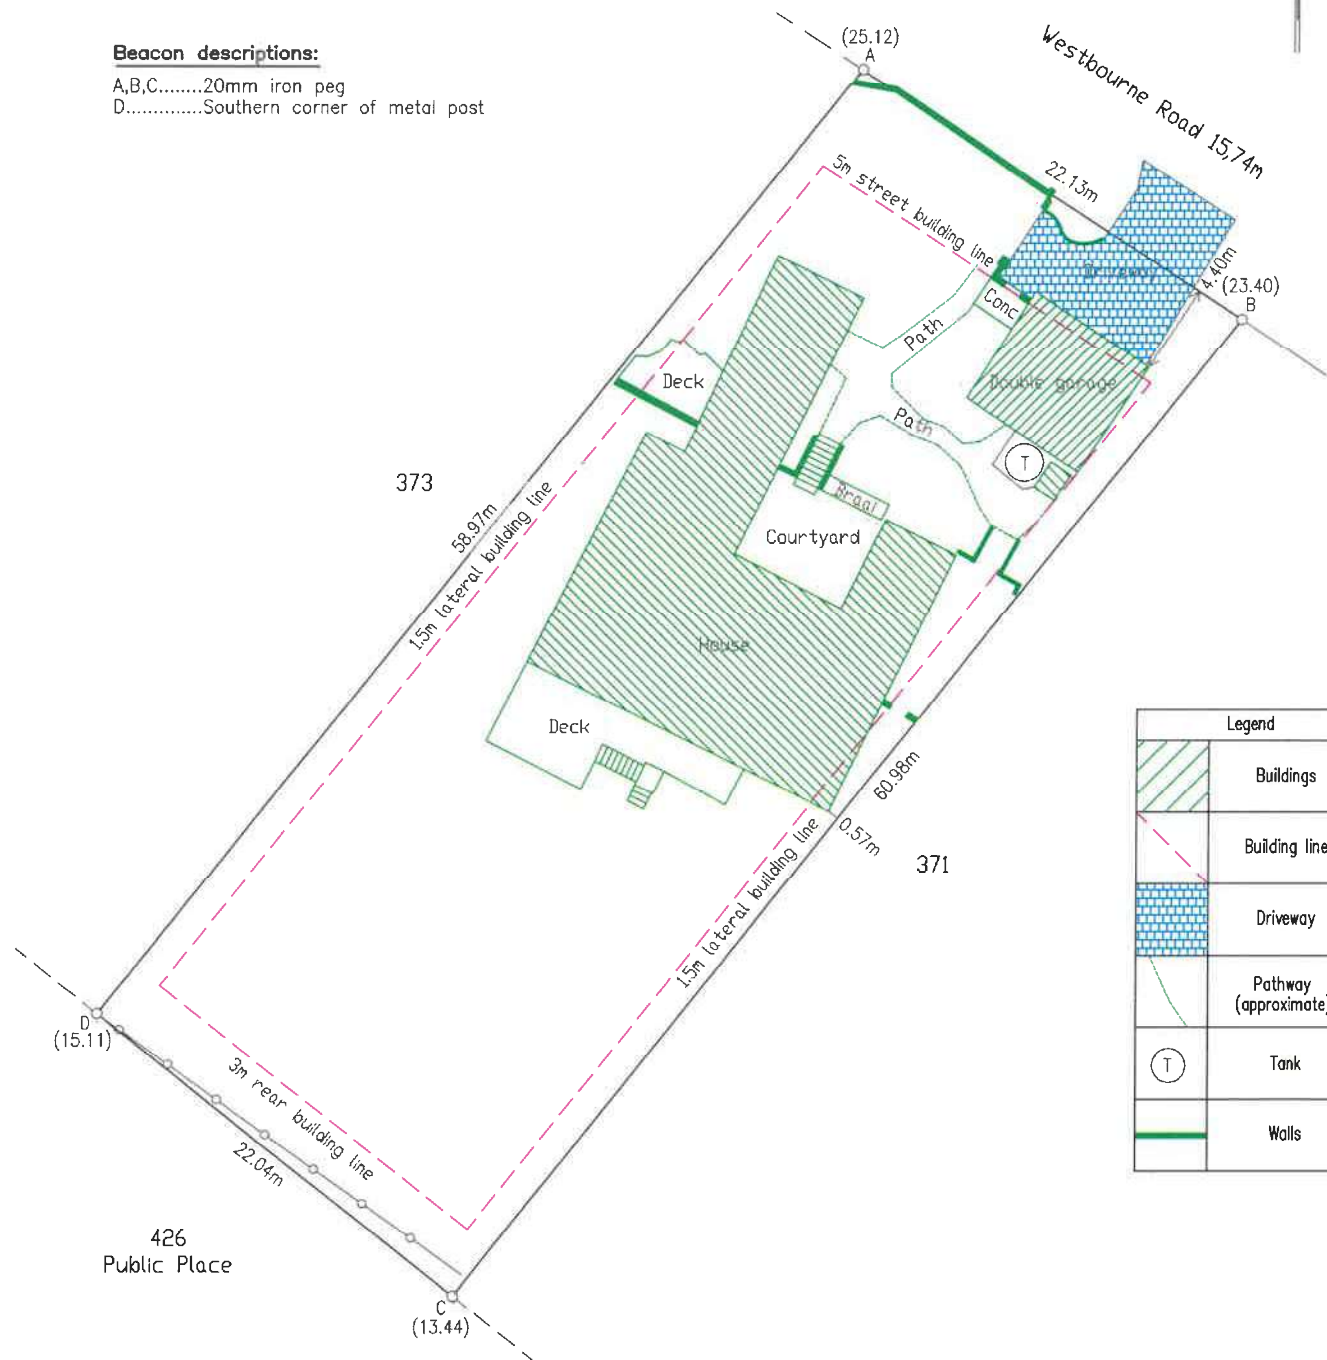 Beacon descriptions:
A,B,C........20mm iron peg
D..............Southern corner of metal post
(25.12)
A
Westbourne Road 15,74m
22.13m
5m street building line
Driveway
4.40m
(23.40)
B
Conc
Path
Double garage
Deck
Path
T
373
Braai
Courtyard
58.97m
1.5m lateral building line
House
Deck
60.98m
0.57m
371
1.5m lateral building line
Legend
Buildings
Building line
Driveway
Pathway
(approximate)
T
Tank
Walls
D
(15.11)
3m rear building line
22.04m
426
Public Place
C
(13.44)